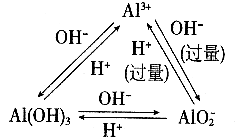 Al³⁺
OH⁻ OH⁻
(过量)
H⁺ H⁺
(过量)
Al(OH)₃ OH⁻ AlO₂⁻
H⁺